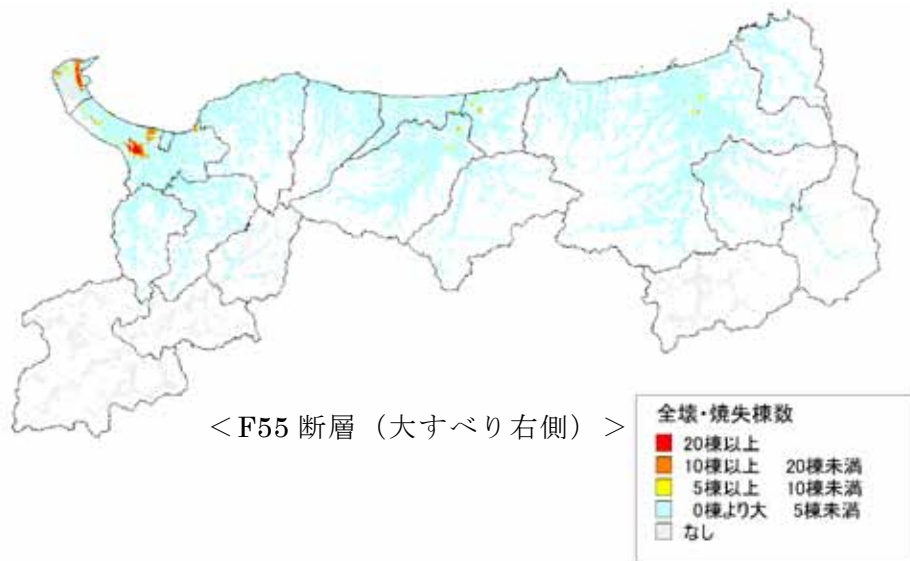 ＜F55 断層（大すべり右側）＞
全壊・焼失棟数
20棟以上
10棟以上 20棟未満
5棟以上 10棟未満
0棟より大 5棟未満
なし